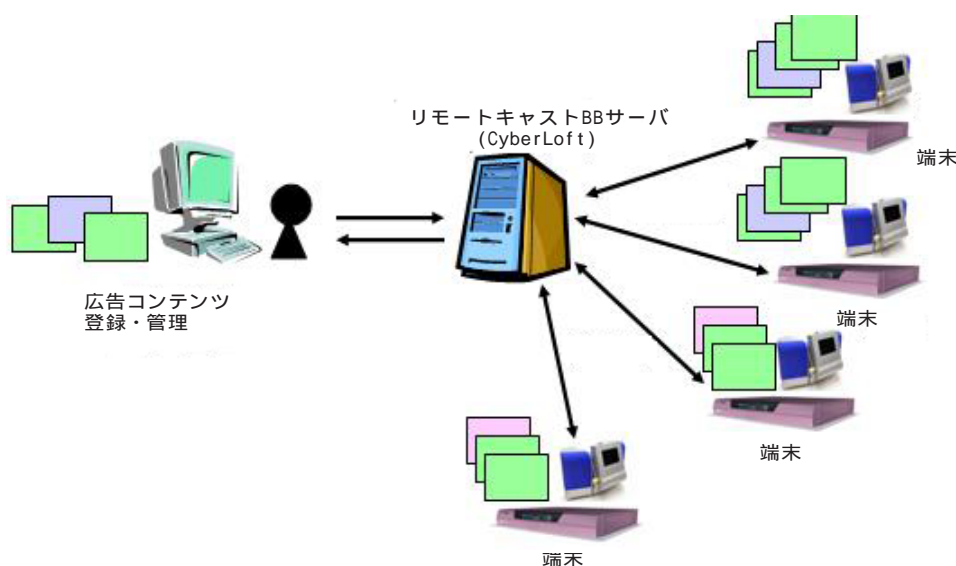 リモートキャストBBサーバ
(CyberLoft)
端末
広告コンテンツ
登録・管理
端末
端末
端末